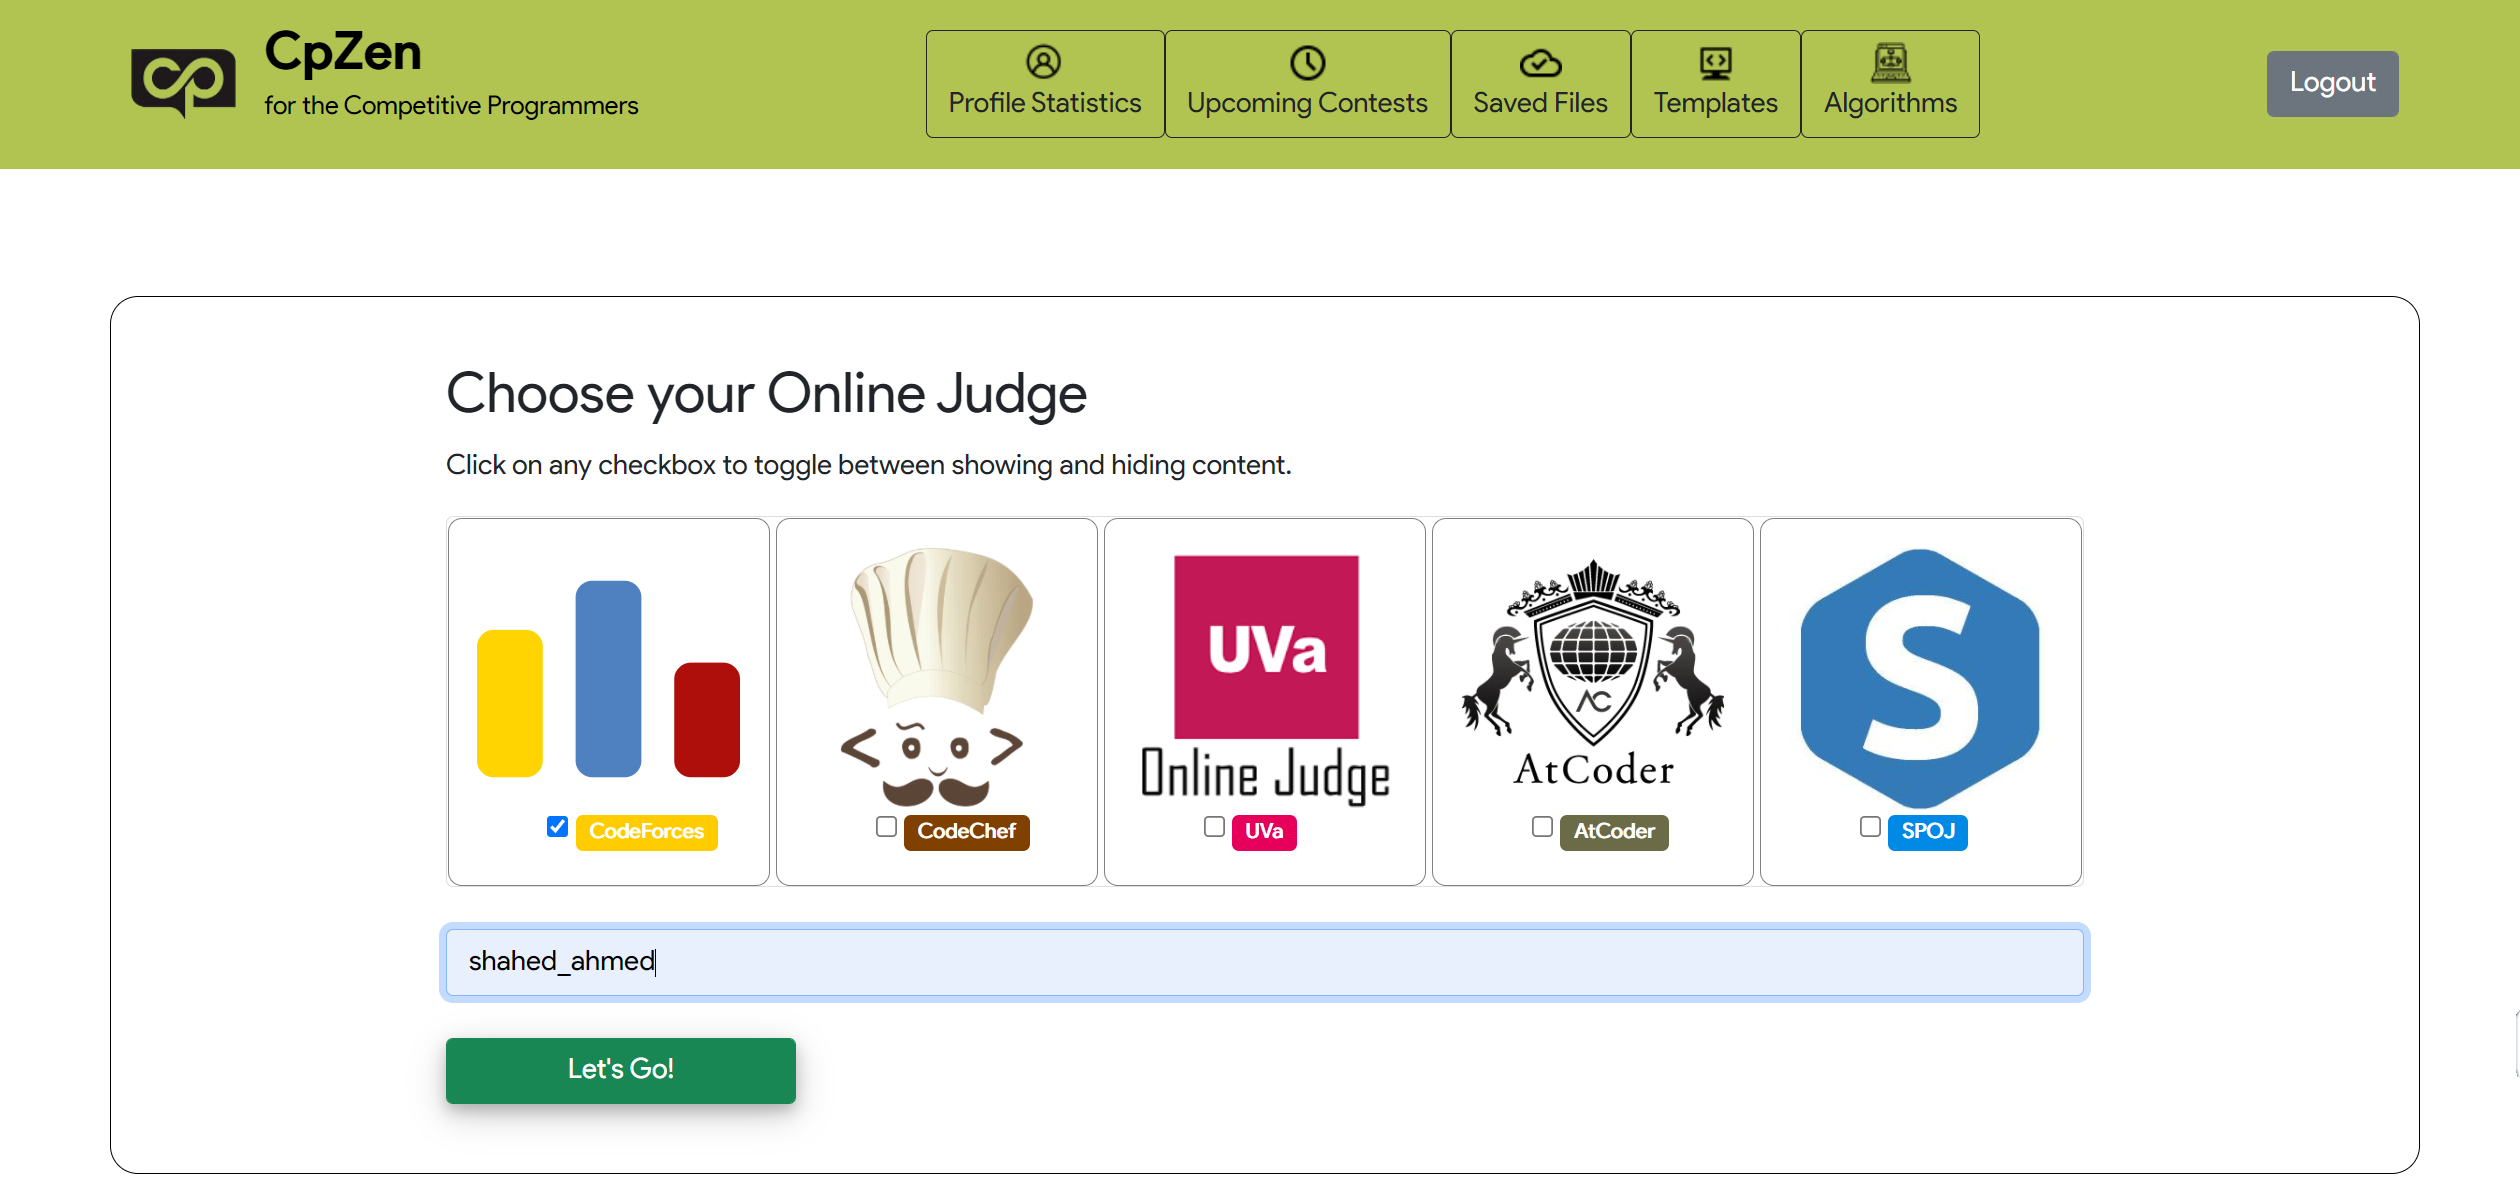 CpZen
for the Competitive Programmers
Profile Statistics
Upcoming Contests
Saved Files
Templates
Algorithms
Logout
Choose your Online Judge
Click on any checkbox to toggle between showing and hiding content.
UVa
Online Judge
AC
AtCoder
S
CodeForces
CodeChef
UVa
AtCoder
SPOJ
shahed_ahmed
Let's Go!